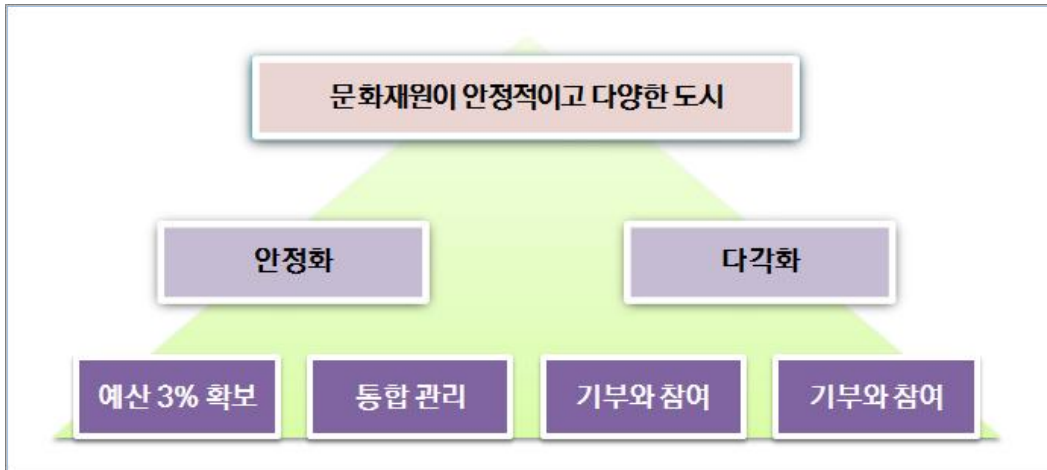 문화재원이 안정적이고 다양한 도시
안정화
다각화
예산 3% 확보
통합 관리
기부와 참여
기부와 참여